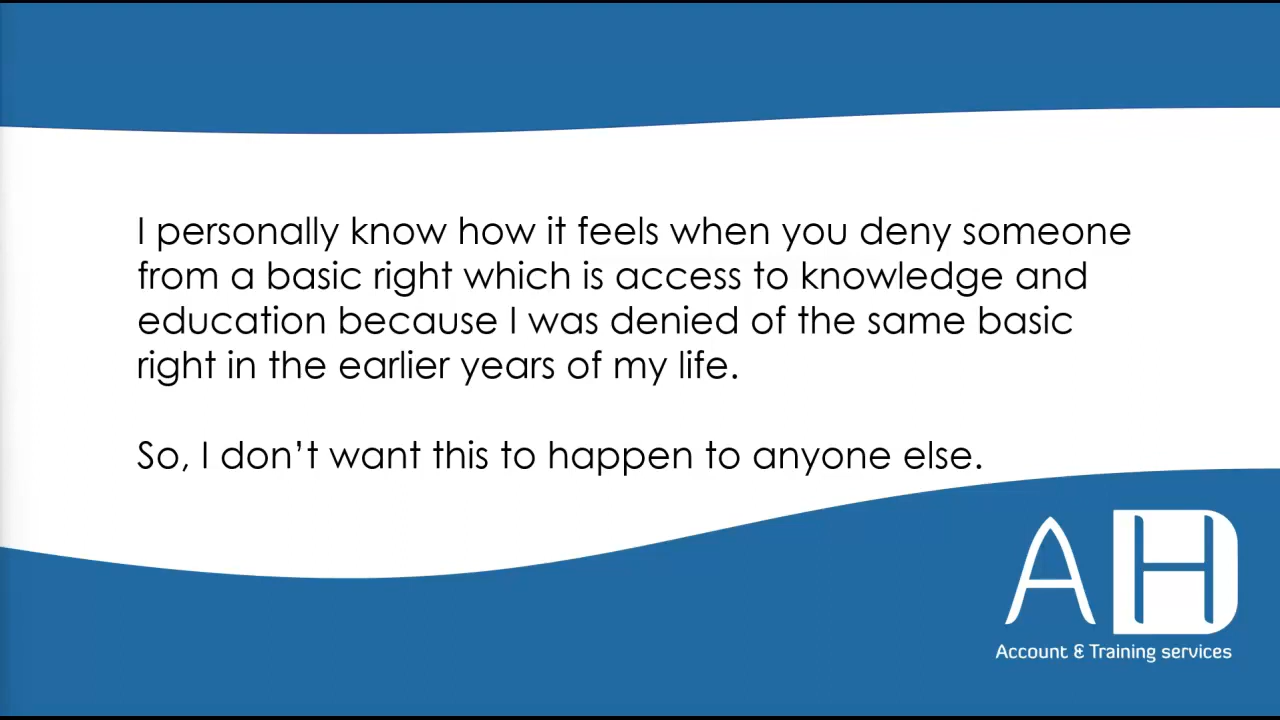 I personally know how it feels when you deny someone
from a basic right which is access to knowledge and
education because I was denied of the same basic
right in the earlier years of my life.
So, I don’t want this to happen to anyone else.
AHD
Account & Training services